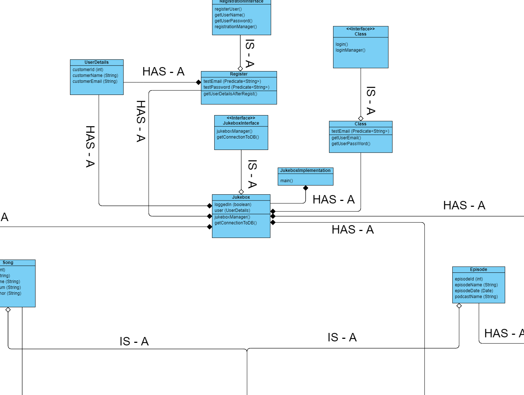 RegistrationInterface
registerUser()
getUserName()
getUserPassword()
registrationManager()
<<Interface>>
Class
login()
loginManager()
IS - A
UserDetails
customerId (int)
customerName (String)
customerEmail (String)
HAS - A
Register
testEmail (Predicate<String>)
testPassword (Predicate<String>)
getUserDetailsAfterRegist()
IS - A
HAS - A
HAS - A
<<Interface>>
JukeboxInterface
jukeboxManager()
getConnectionToDB()
Class
testEmail (Predicate<String>)
getUserEmail()
getUserPassWord()
IS - A
JukeboxImplementation
main()
HAS - A
Jukebox
loggedIn (boolean)
user (UserDetails)
jukeboxManager()
getConnectionToDB()
HAS - A
HAS - A
A
Song
Episode
episodeId (int)
episodeName (String)
episodeDate (Date)
podcastName (String)
HAS - A
IS - A
IS - A